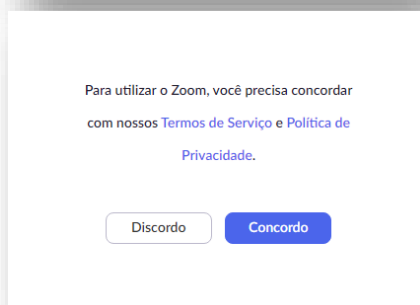 Para utilizar o Zoom, você precisa concordar
com nossos Termos de Serviço e Política de
Privacidade.
Discordo
Concordo